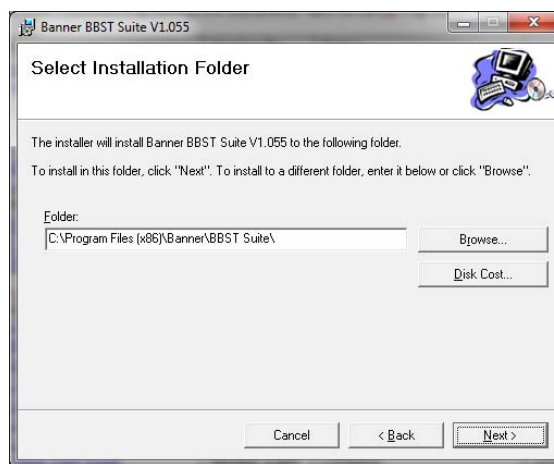 Banner BBST Suite V1.055
Select Installation Folder
The installer will install Banner BBST Suite V1.055 to the following folder.
To install in this folder, click "Next". To install to a different folder, enter it below or click "Browse".
Folder:
C:\Program Files (x86)\Banner\BBST Suite\
Browse...
Disk Cost...
Cancel
< Back
Next >